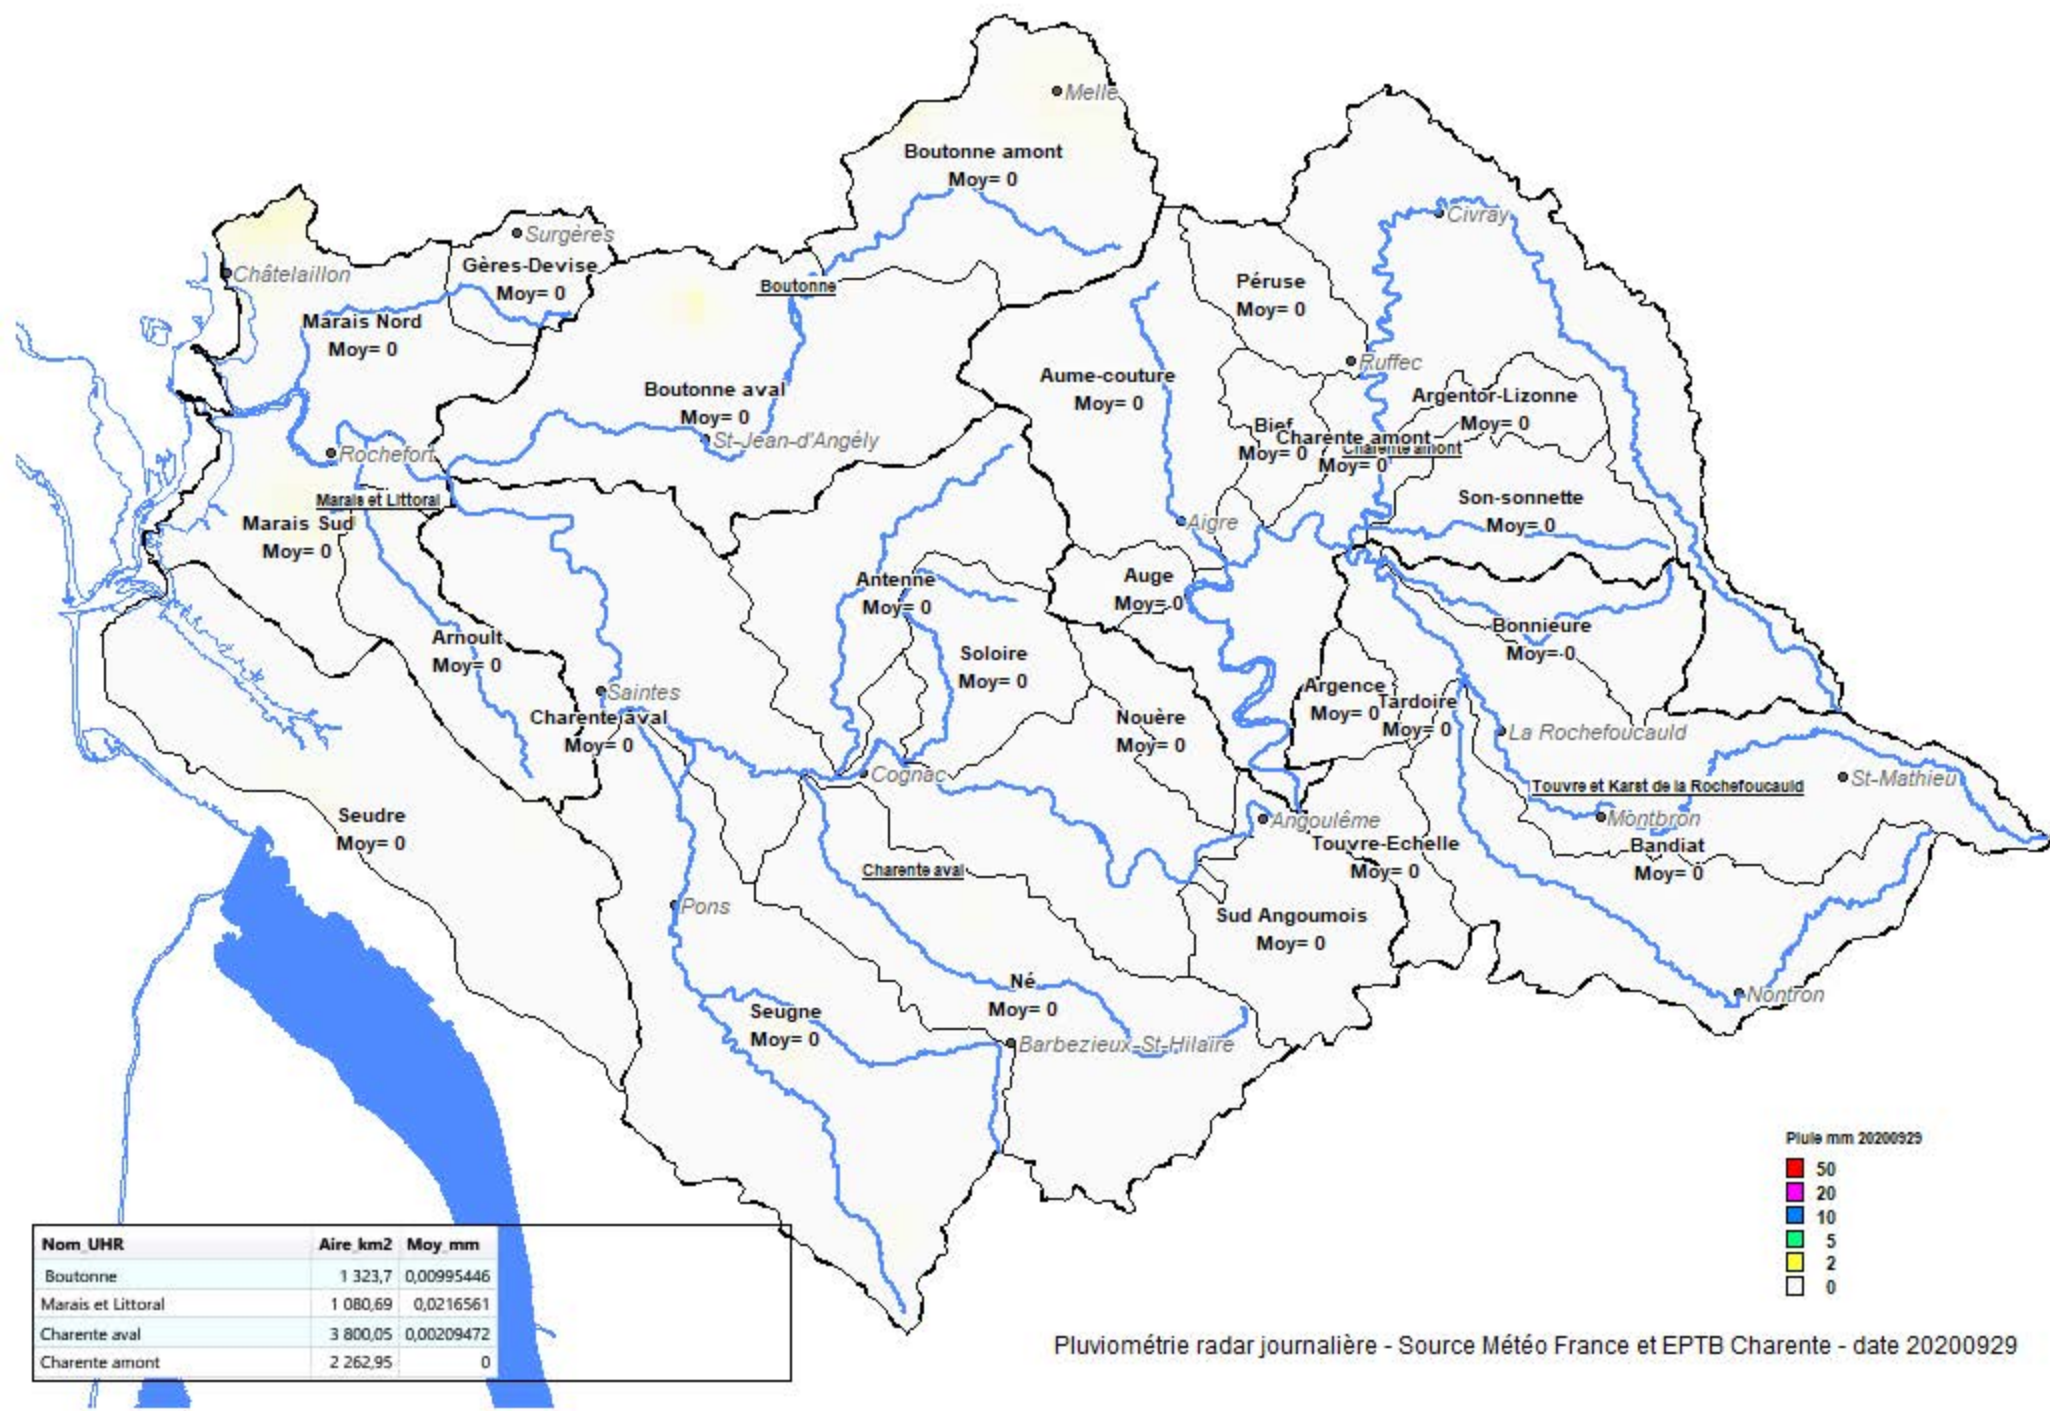 Melle
Boutonne amont
Moy= 0
Civray
Surgères
Châtelaillon
Gères-Devise
Moy= 0
Boutonne
Péruse
Moy= 0
Marais Nord
Moy= 0
Ruffec
Boutonne aval
Moy= 0
Aume-couture
Moy= 0
Argentor-Lizonne
Moy= 0
St-Jean-d'Angély
Bief
Moy= 0
Charente amont
Moy= 0
Charente amont
Rochefort
Marais et Littoral
Marais Sud
Moy= 0
Son-sonnette
Moy= 0
Aigre
Antenne
Moy= 0
Auge
Moy= 0
Bonnieure
Moy= 0
Arnoult
Moy= 0
Soloire
Moy= 0
Saintes
Charente aval
Moy= 0
Nouère
Moy= 0
Argence
Moy= 0
Tardoire
Moy= 0
La Rochefoucauld
Cognac
Touvre et Karst de la Rochefoucauld
St-Mathieu
Seudre
Moy= 0
Angoulême
Montbron
Touvre-Echelle
Moy= 0
Bandiat
Moy= 0
Charente aval
Pons
Sud Angoumois
Moy= 0
Né
Moy= 0
Nontron
Seugne
Moy= 0
Barbezieux-St-Hilaire
Pluie mm 20200929
50
20
10
5
2
0
Nom_UHR Aire_km2 Moy_mm
Boutonne 1 323,7 0,00995446
Marais et Littoral 1 080,69 0,0216561
Charente aval 3 800,05 0,00209472
Charente amont 2 262,95 0
Pluviométrie radar journalière - Source Météo France et EPTB Charente - date 20200929